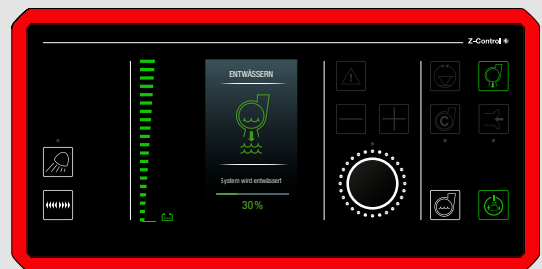 Z-Control
ENTWÄSSERN
C
System wird entwässert
30%